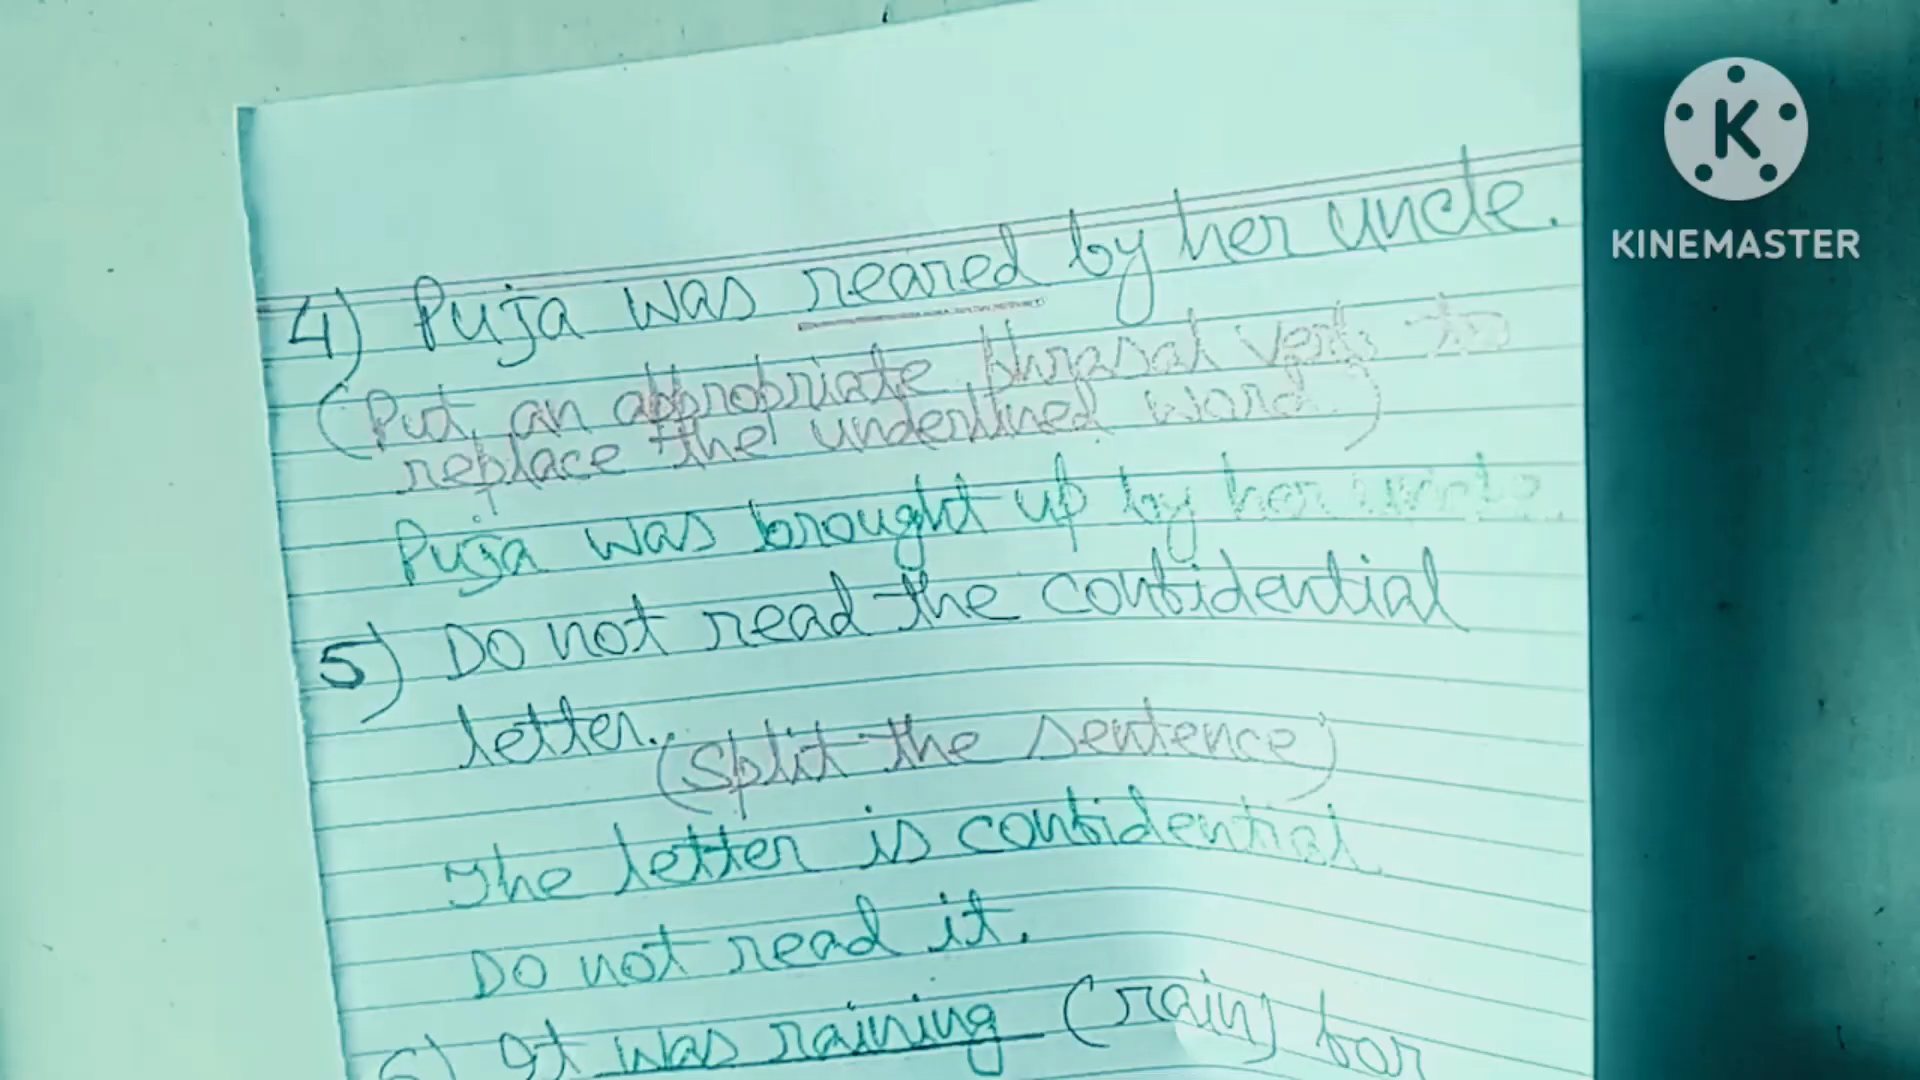 KINEMASTER
4) Puja was reared by her uncle.
(Put an appropriate phrasal verb to
replace the underlined word.)
Puja was brought up by her uncle.
5) Do not read the confidential
letter. (Split the sentence)
The letter is confidential.
Do not read it.
6) It was raining (rain) for